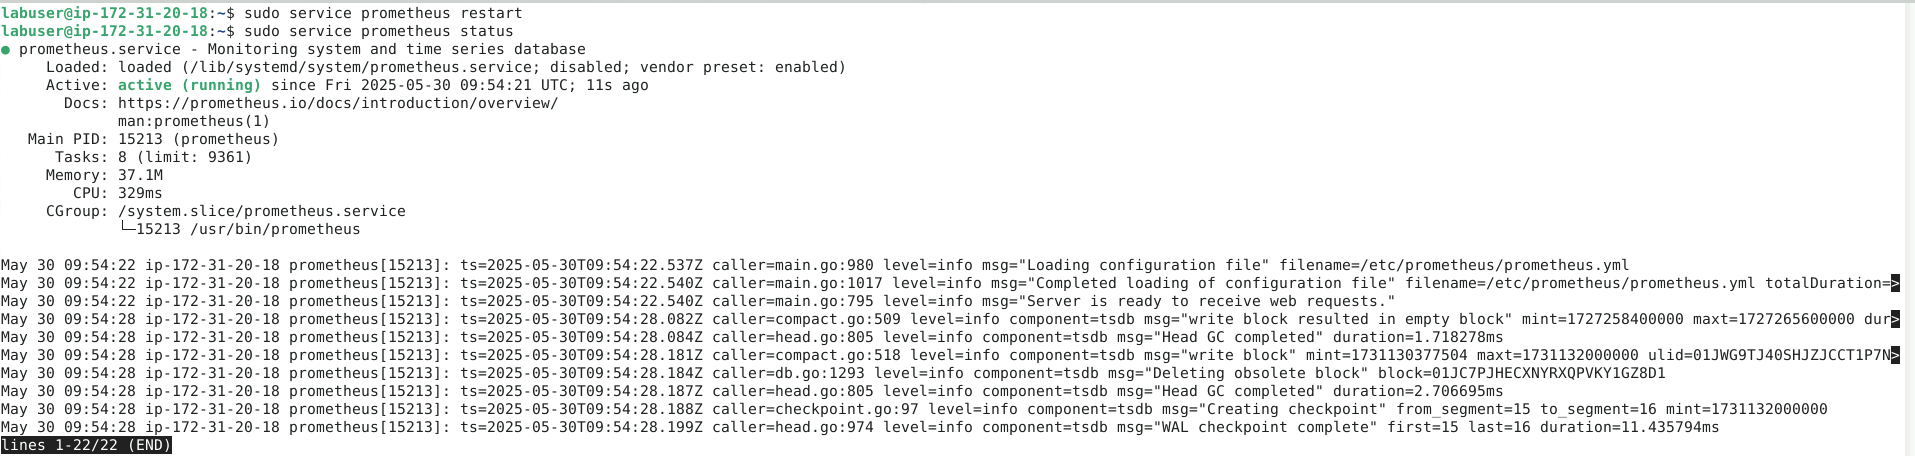 labuser@ip-172-31-20-18:~$ sudo service prometheus restart
labuser@ip-172-31-20-18:~$ sudo service prometheus status
● prometheus.service - Monitoring system and time series database
     Loaded: loaded (/lib/systemd/system/prometheus.service; disabled; vendor preset: enabled)
     Active: active (running) since Fri 2025-05-30 09:54:21 UTC; 11s ago
       Docs: https://prometheus.io/docs/introduction/overview/
             man:prometheus(1)
   Main PID: 15213 (prometheus)
      Tasks: 8 (limit: 9361)
     Memory: 37.1M
        CPU: 329ms
     CGroup: /system.slice/prometheus.service
             └─15213 /usr/bin/prometheus

May 30 09:54:22 ip-172-31-20-18 prometheus[15213]: ts=2025-05-30T09:54:22.537Z caller=main.go:980 level=info msg="Loading configuration file" filename=/etc/prometheus/prometheus.yml
May 30 09:54:22 ip-172-31-20-18 prometheus[15213]: ts=2025-05-30T09:54:22.540Z caller=main.go:1017 level=info msg="Completed loading of configuration file" filename=/etc/prometheus/prometheus.yml totalDuration=>
May 30 09:54:22 ip-172-31-20-18 prometheus[15213]: ts=2025-05-30T09:54:22.540Z caller=main.go:795 level=info msg="Server is ready to receive web requests."
May 30 09:54:28 ip-172-31-20-18 prometheus[15213]: ts=2025-05-30T09:54:28.082Z caller=compact.go:509 level=info component=tsdb msg="write block resulted in empty block" mint=1727258400000 maxt=1727265600000 dur>
May 30 09:54:28 ip-172-31-20-18 prometheus[15213]: ts=2025-05-30T09:54:28.084Z caller=head.go:805 level=info component=tsdb msg="Head GC completed" duration=1.718278ms
May 30 09:54:28 ip-172-31-20-18 prometheus[15213]: ts=2025-05-30T09:54:28.181Z caller=compact.go:518 level=info component=tsdb msg="write block" mint=1731130377504 maxt=1731132000000 ulid=01JWG9TJ40SHJZJCCT1P7N>
May 30 09:54:28 ip-172-31-20-18 prometheus[15213]: ts=2025-05-30T09:54:28.184Z caller=db.go:1293 level=info component=tsdb msg="Deleting obsolete block" block=01JC7PJHECXNYRXQPVKY1GZ8D1
May 30 09:54:28 ip-172-31-20-18 prometheus[15213]: ts=2025-05-30T09:54:28.187Z caller=head.go:805 level=info component=tsdb msg="Head GC completed" duration=2.706695ms
May 30 09:54:28 ip-172-31-20-18 prometheus[15213]: ts=2025-05-30T09:54:28.188Z caller=checkpoint.go:97 level=info component=tsdb msg="Creating checkpoint" from_segment=15 to_segment=16 mint=1731132000000
May 30 09:54:28 ip-172-31-20-18 prometheus[15213]: ts=2025-05-30T09:54:28.199Z caller=head.go:974 level=info component=tsdb msg="WAL checkpoint complete" first=15 last=16 duration=11.435794ms
lines 1-22/22 (END)